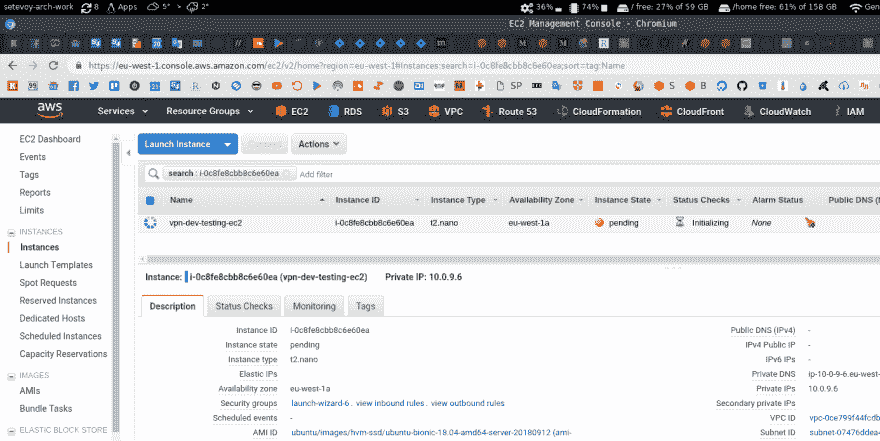 setevoy-arch-work 8 Apps 5° > 2° 36% 74% / free: 27% of 59 GB /home free: 61% of 158 GB Gen
EC2 Management Console - Chromium
https://eu-west-1.console.aws.amazon.com/ec2/v2/home?region=eu-west-1#Instances:search=i-0c8fe8cbb8c6e60ea;sort=tag:Name
aws Services Resource Groups EC2 RDS S3 VPC Route 53 CloudFormation CloudFront CloudWatch IAM
EC2 Dashboard
Events
Tags
Reports
Limits
INSTANCES
Instances
Launch Templates
Spot Requests
Reserved Instances
Dedicated Hosts
Scheduled Instances
Capacity Reservations
IMAGES
AMIs
Bundle Tasks
ELASTIC BLOCK STORE
Launch Instance Actions
search : i-0c8fe8cbb8c6e60ea Add filter
Name Instance ID Instance Type Availability Zone Instance State Status Checks Alarm Status Public DNS (
vpn-dev-testing-ec2 i-0c8fe8cbb8c6e60ea t2.nano eu-west-1a pending Initializing None
Instance: i-0c8fe8cbb8c6e60ea (vpn-dev-testing-ec2) Private IP: 10.0.9.6
Description Status Checks Monitoring Tags
Instance ID i-0c8fe8cbb8c6e60ea
Instance state pending
Instance type t2.nano
Elastic IPs
Availability zone eu-west-1a
Security groups launch-wizard-6 . view inbound rules . view outbound rules
Scheduled events -
AMI ID ubuntu/images/hvm-ssd/ubuntu-bionic-18.04-amd64-server-20180912 (ami-
Public DNS (IPv4) -
IPv4 Public IP -
IPv6 IPs -
Private DNS ip-10-0-9-6.eu-west-
Private IPs 10.0.9.6
Secondary private IPs
VPC ID vpc-0ce799f44fcdb
Subnet ID subnet-07476ddea4